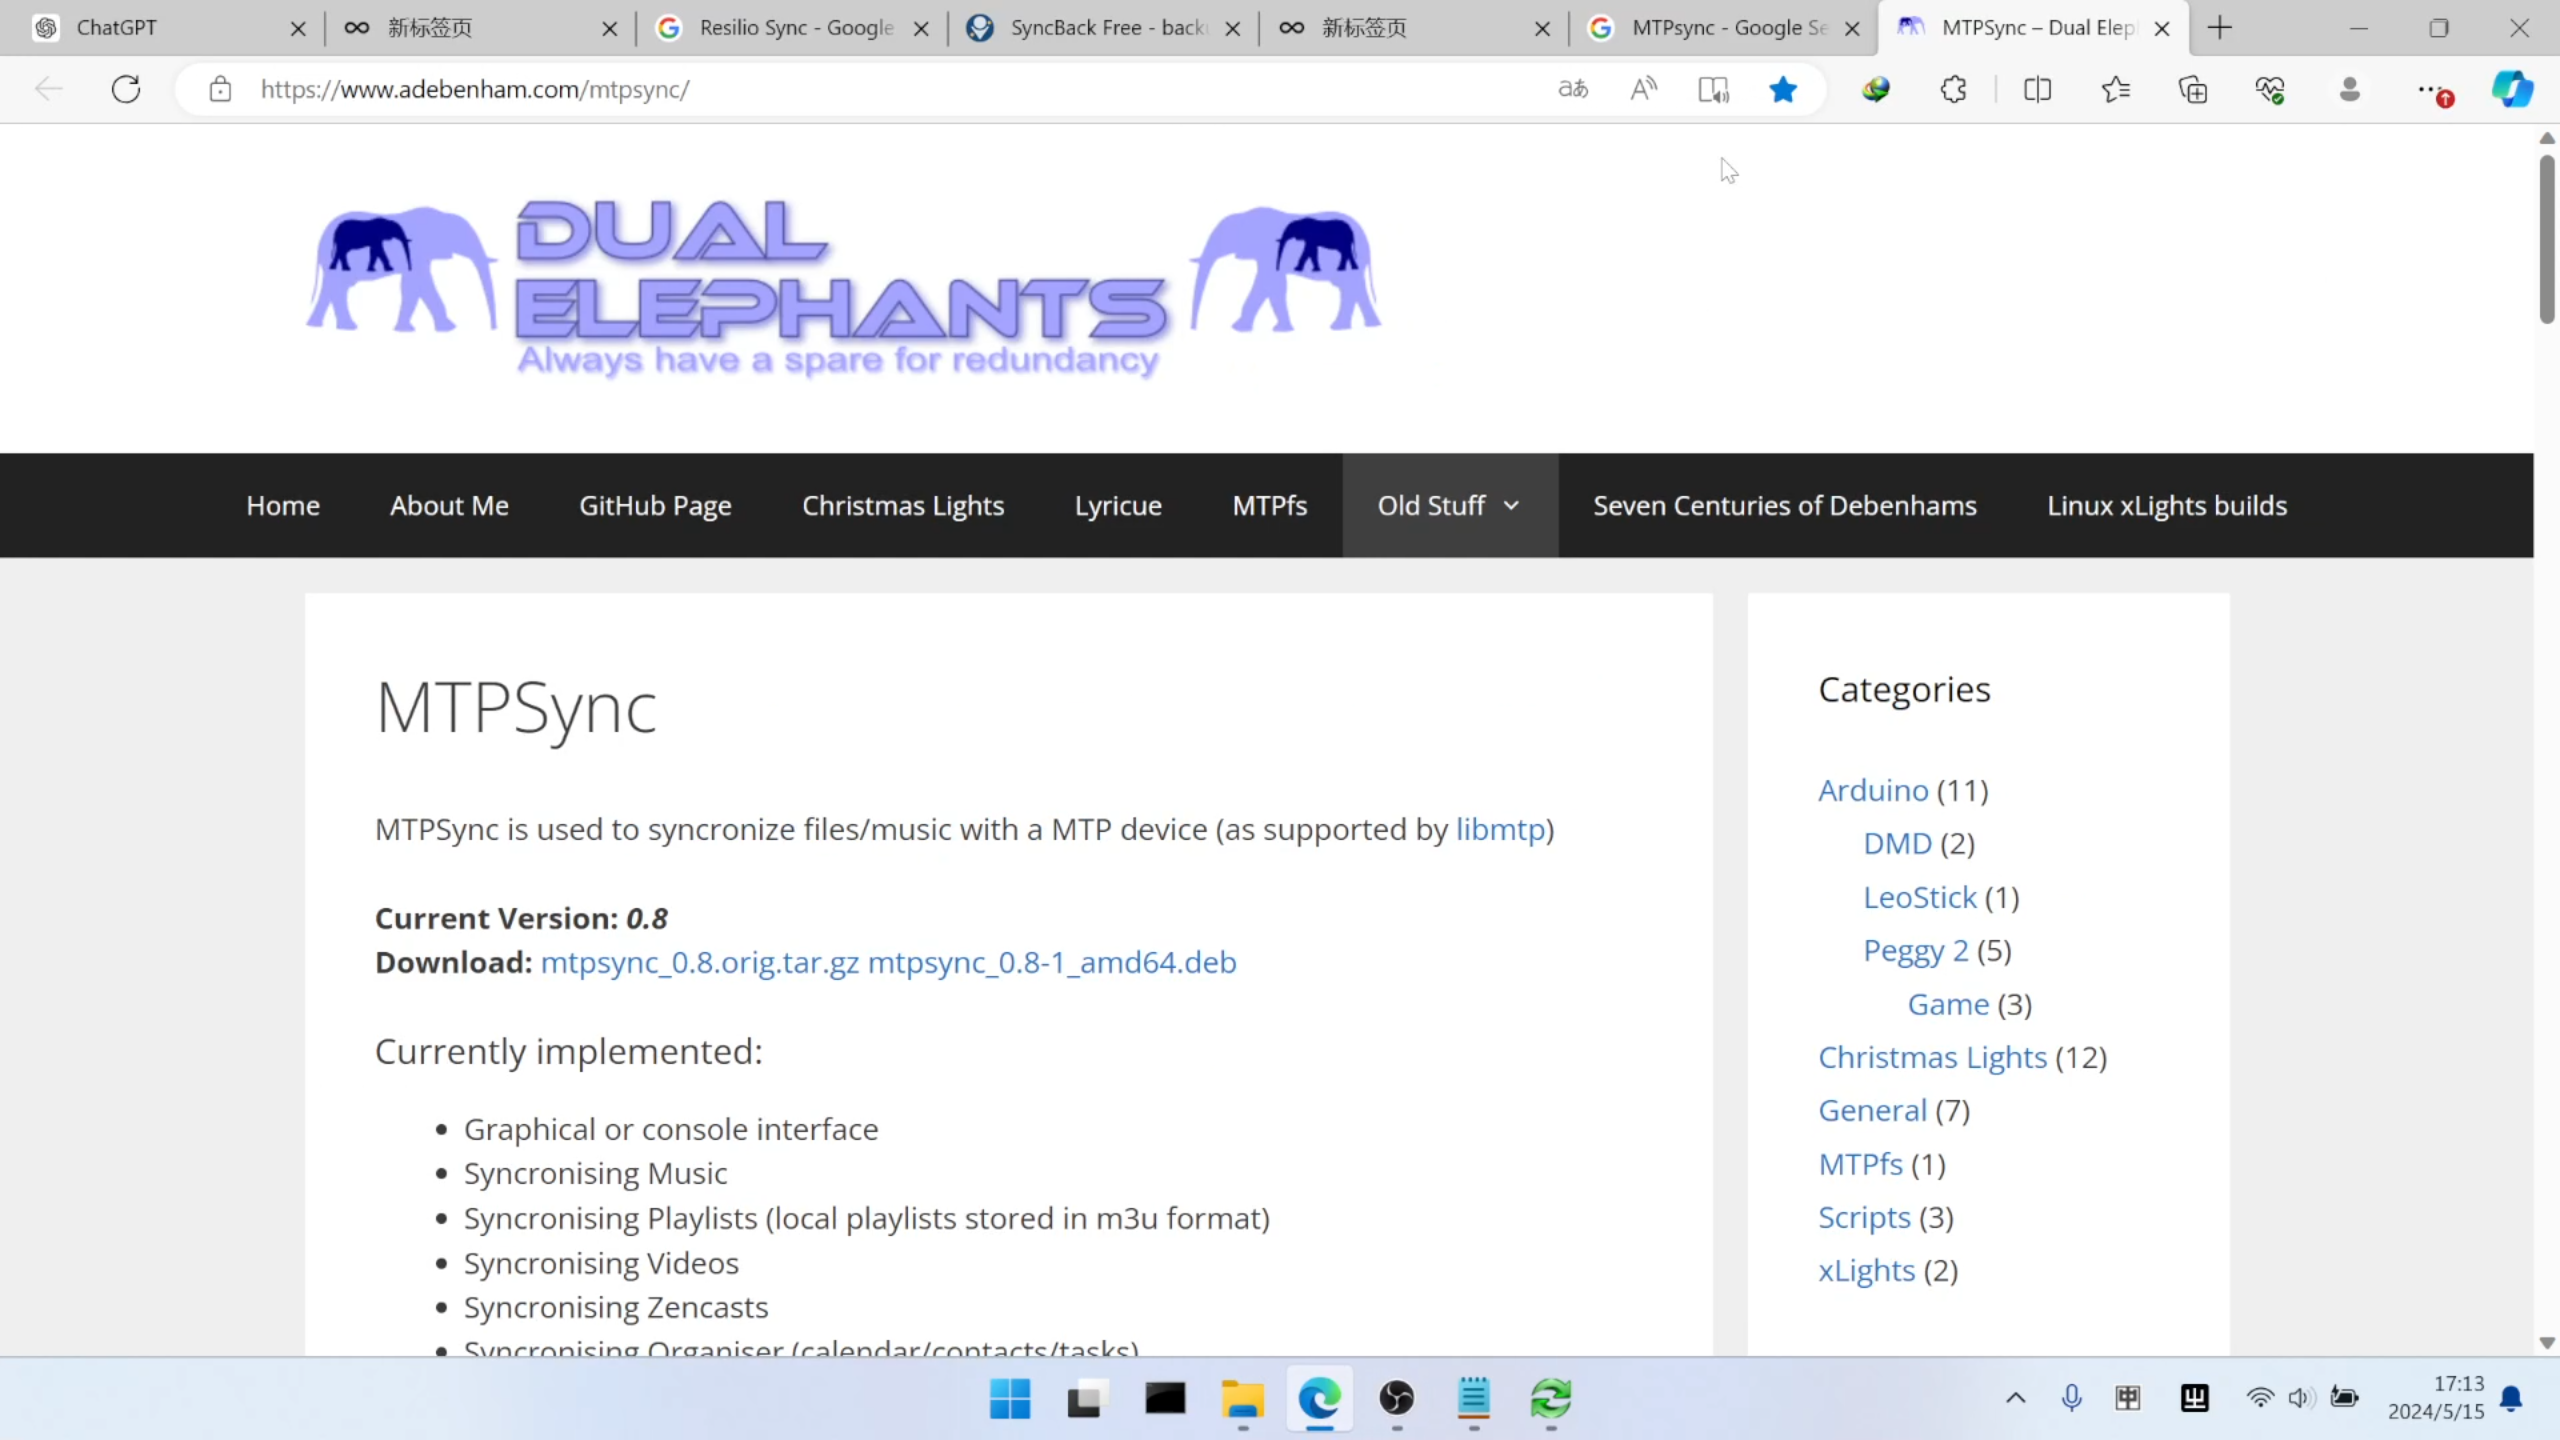 ChatGPT
新标签页
Resilio Sync - Google
SyncBack Free - back
新标签页
MTPsync - Google Se
MTPSync – Dual Elep
https://www.adebenham.com/mtpsync/
DUAL
ELEPHANTS
Always have a spare for redundancy
Home
About Me
GitHub Page
Christmas Lights
Lyricue
MTPfs
Old Stuff
Seven Centuries of Debenhams
Linux xLights builds
MTPSync
MTPSync is used to syncronize files/music with a MTP device (as supported by libmtp)
Current Version: 0.8
Download: mtpsync_0.8.orig.tar.gz mtpsync_0.8-1_amd64.deb
Currently implemented:
• Graphical or console interface
• Syncronising Music
• Syncronising Playlists (local playlists stored in m3u format)
• Syncronising Videos
• Syncronising Zencasts
• Syncronising Organiser (calendar/contacts/tasks)
Categories
Arduino (11)
DMD (2)
LeoStick (1)
Peggy 2 (5)
Game (3)
Christmas Lights (12)
General (7)
MTPfs (1)
Scripts (3)
xLights (2)
17:13
2024/5/15